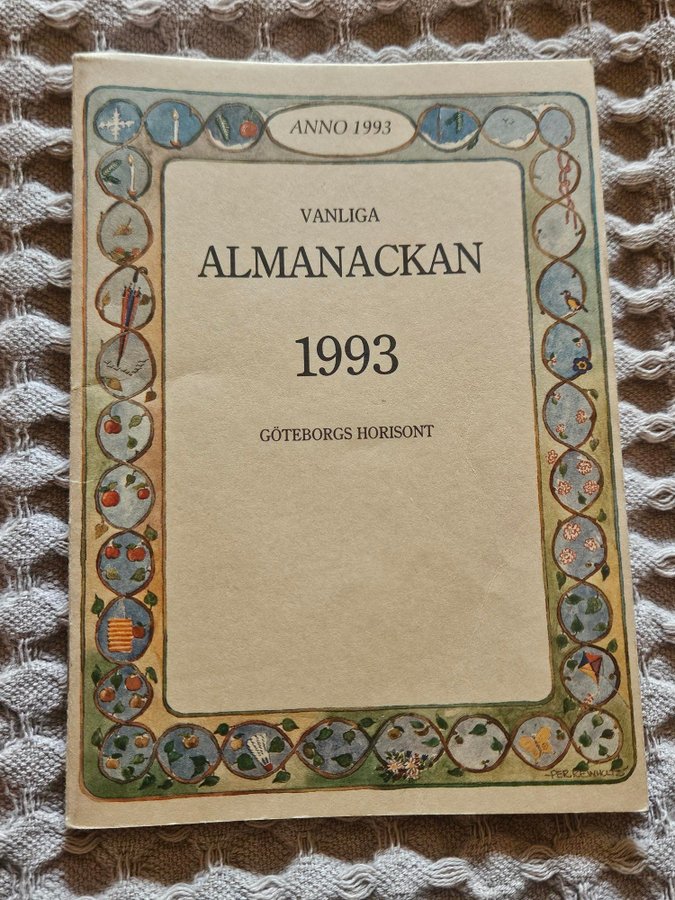 ANNO 1993
VANLIGA
ALMANACKAN
1993
GÖTEBORGS HORISONT